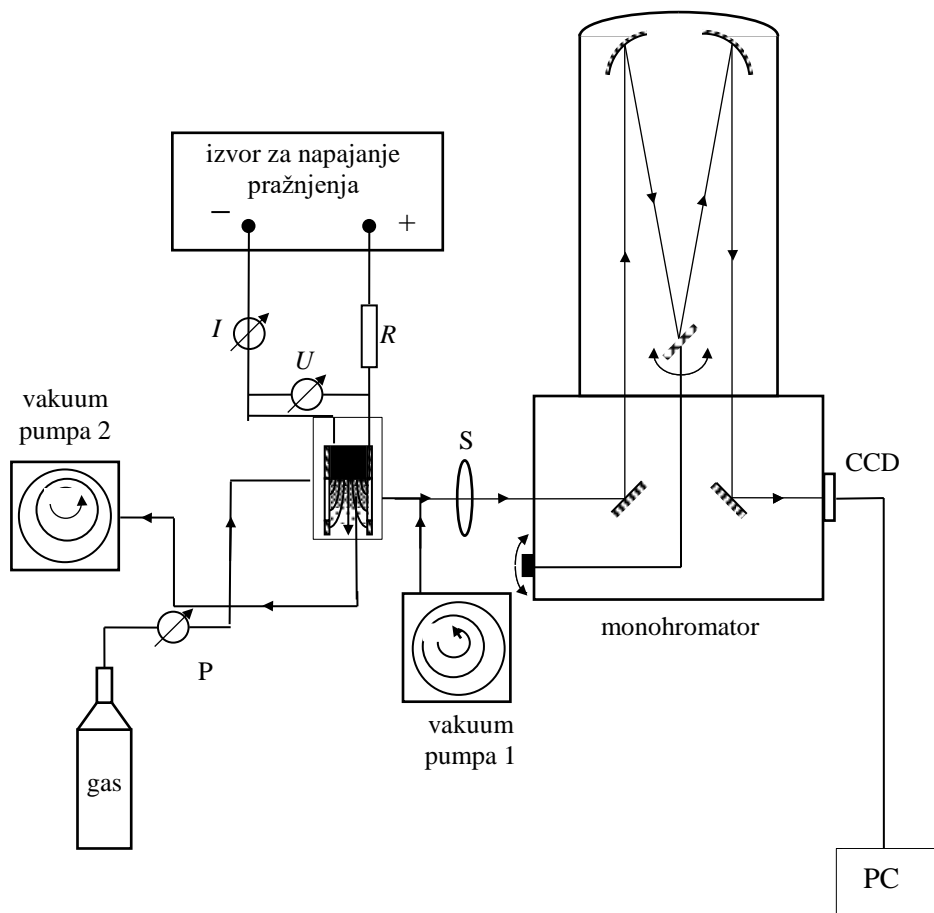 izvor za napajanje
pražnjenja
− +
I
R
U
vakuum
pumpa 2
S
CCD
monohromator
P
vakuum
pumpa 1
gas
PC